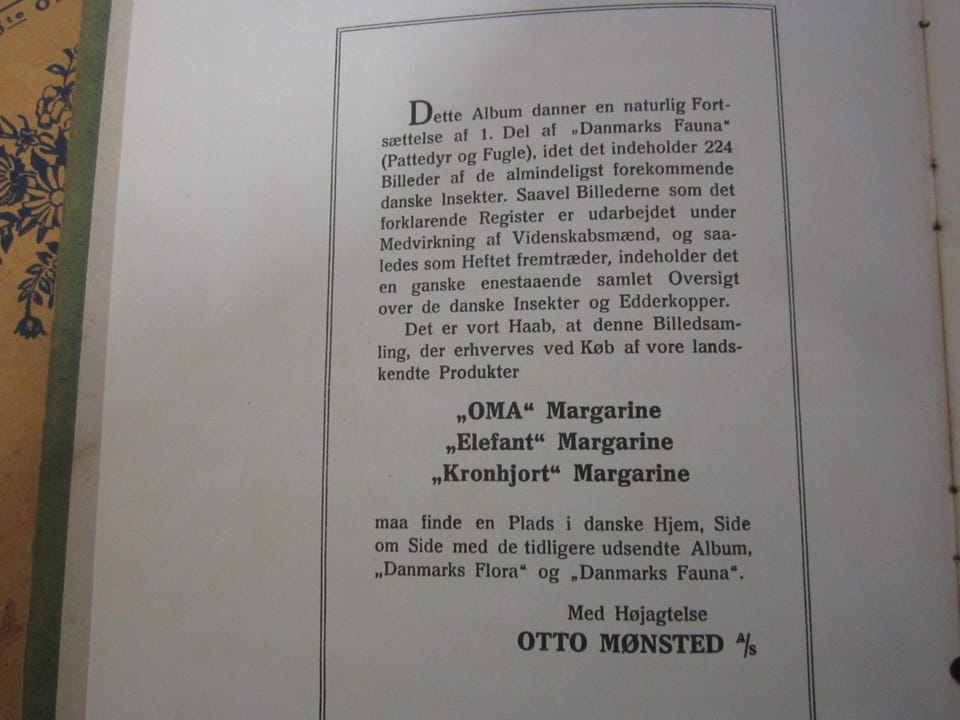 Dette Album danner en naturlig Fort-
sættelse af 1. Del af „Danmarks Fauna“
(Pattedyr og Fugle), idet det indeholder 224
Billeder af de almindeligst forekommende
danske Insekter. Saavel Billederne som det
forklarende Register er udarbejdet under
Medvirkning af Videnskabsmænd, og saa-
ledes som Heftet fremtræder, indeholder det
en ganske enestaaende samlet Oversigt
over de danske Insekter og Edderkopper.
Det er vort Haab, at denne Billedsam-
ling, der erhverves ved Køb af vore lands-
kendte Produkter
„OMA“ Margarine
„Elefant“ Margarine
„Kronhjort“ Margarine
maa finde en Plads i danske Hjem, Side
om Side med de tidligere udsendte Album,
„Danmarks Flora“ og „Danmarks Fauna“.
Med Højagtelse
OTTO MØNSTED A/s